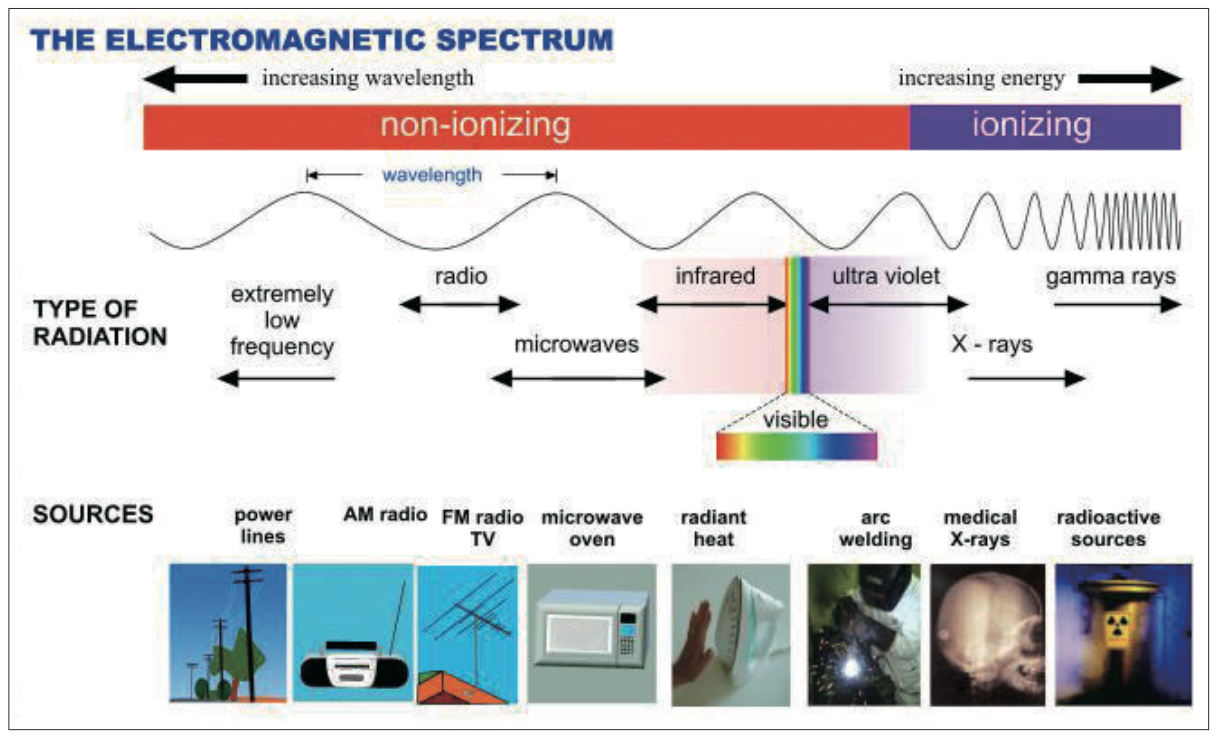 THE ELECTROMAGNETIC SPECTRUM
increasing wavelength
increasing energy
non-ionizing
ionizing
wavelength
TYPE OF
RADIATION
extremely
low
frequency
radio
microwaves
infrared
visible
ultra violet
X - rays
gamma rays
SOURCES
power
lines
AM radio
FM radio
TV
microwave
oven
radiant
heat
arc
welding
medical
X-rays
radioactive
sources